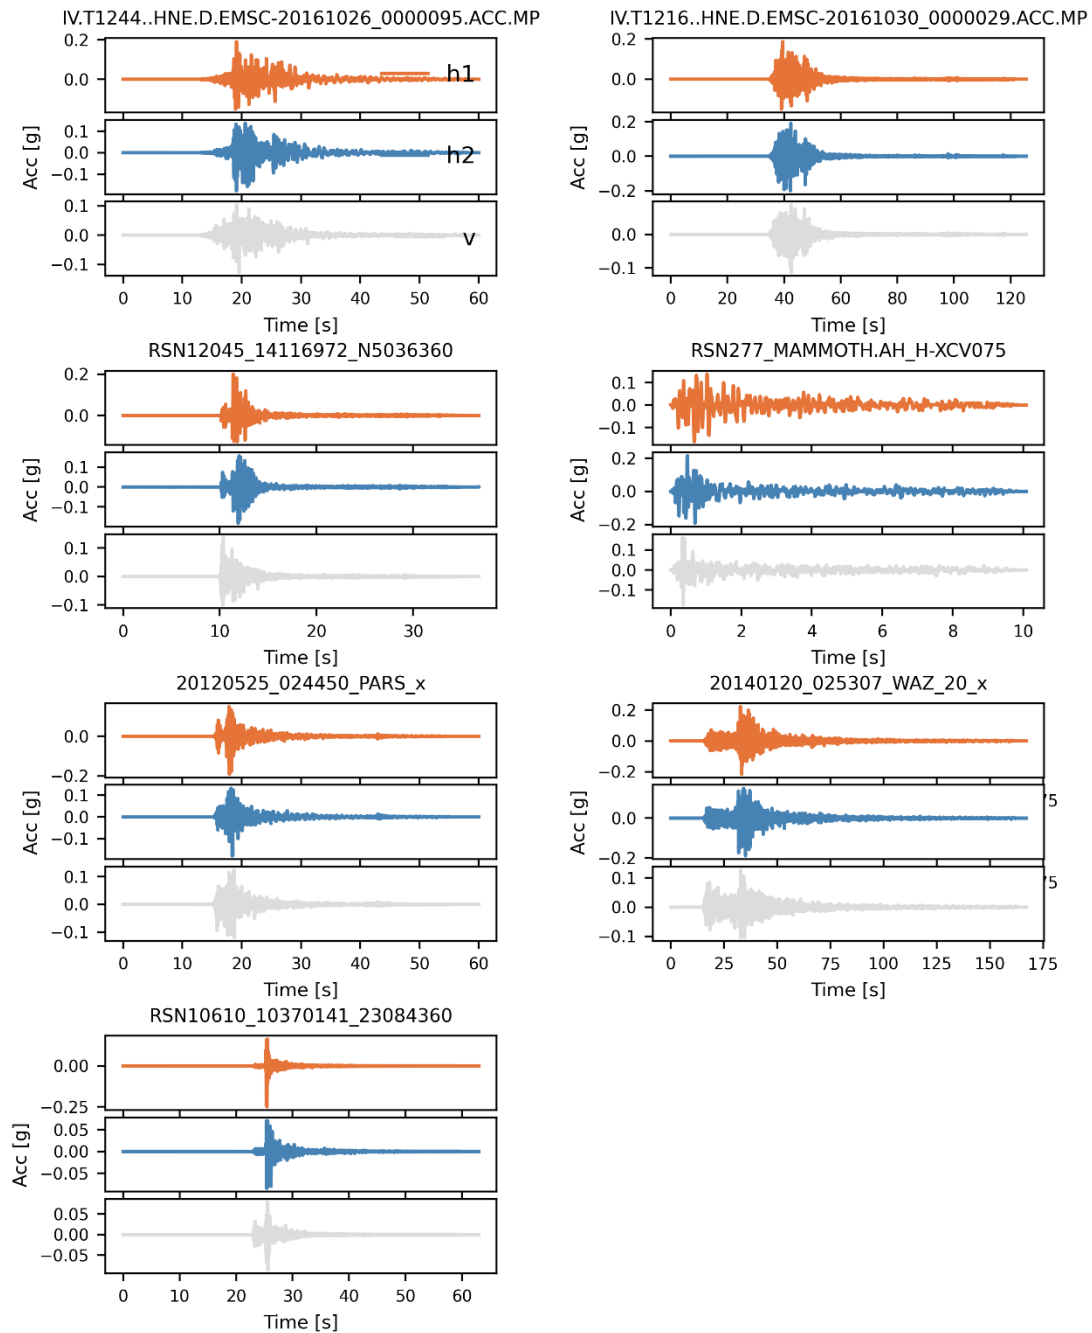 IV.T1244..HNE.D.EMSC-20161026_0000095.ACC.MP
0.2
0.0
h1
0.1
0.0
−0.1
h2
Acc [g]
0.1
0.0
−0.1
v
0 10 20 30 40 50 60
Time [s]
IV.T1216..HNE.D.EMSC-20161030_0000029.ACC.MP
0.1
0.0
−0.1
0.2
0.0
−0.2
Acc [g]
0.0
−0.1
0 20 40 60 80 100 120
Time [s]
RSN12045_14116972_N5036360
0.2
0.0
0.1
0.0
−0.1
Acc [g]
0.1
0.0
−0.1
0 10 20 30
Time [s]
RSN277_MAMMOTH.AH_H-XCV075
0.1
0.0
−0.1
0.2
0.0
−0.2
Acc [g]
0.1
0.0
−0.1
0 2 4 6 8 10
Time [s]
20120525_024450_PARS_x
0.0
−0.2
0.1
0.0
−0.1
Acc [g]
0.1
0.0
−0.1
0 10 20 30 40 50 60
Time [s]
20140120_025307_WAZ_20_x
0.2
0.0
−0.2
75
0.0
−0.2
Acc [g]
75
0.1
0.0
−0.1
0 25 50 75 100 125 150 175
Time [s]
RSN10610_10370141_23084360
0.00
−0.25
0.05
0.00
−0.05
Acc [g]
0.05
0.00
−0.05
0 10 20 30 40 50 60
Time [s]